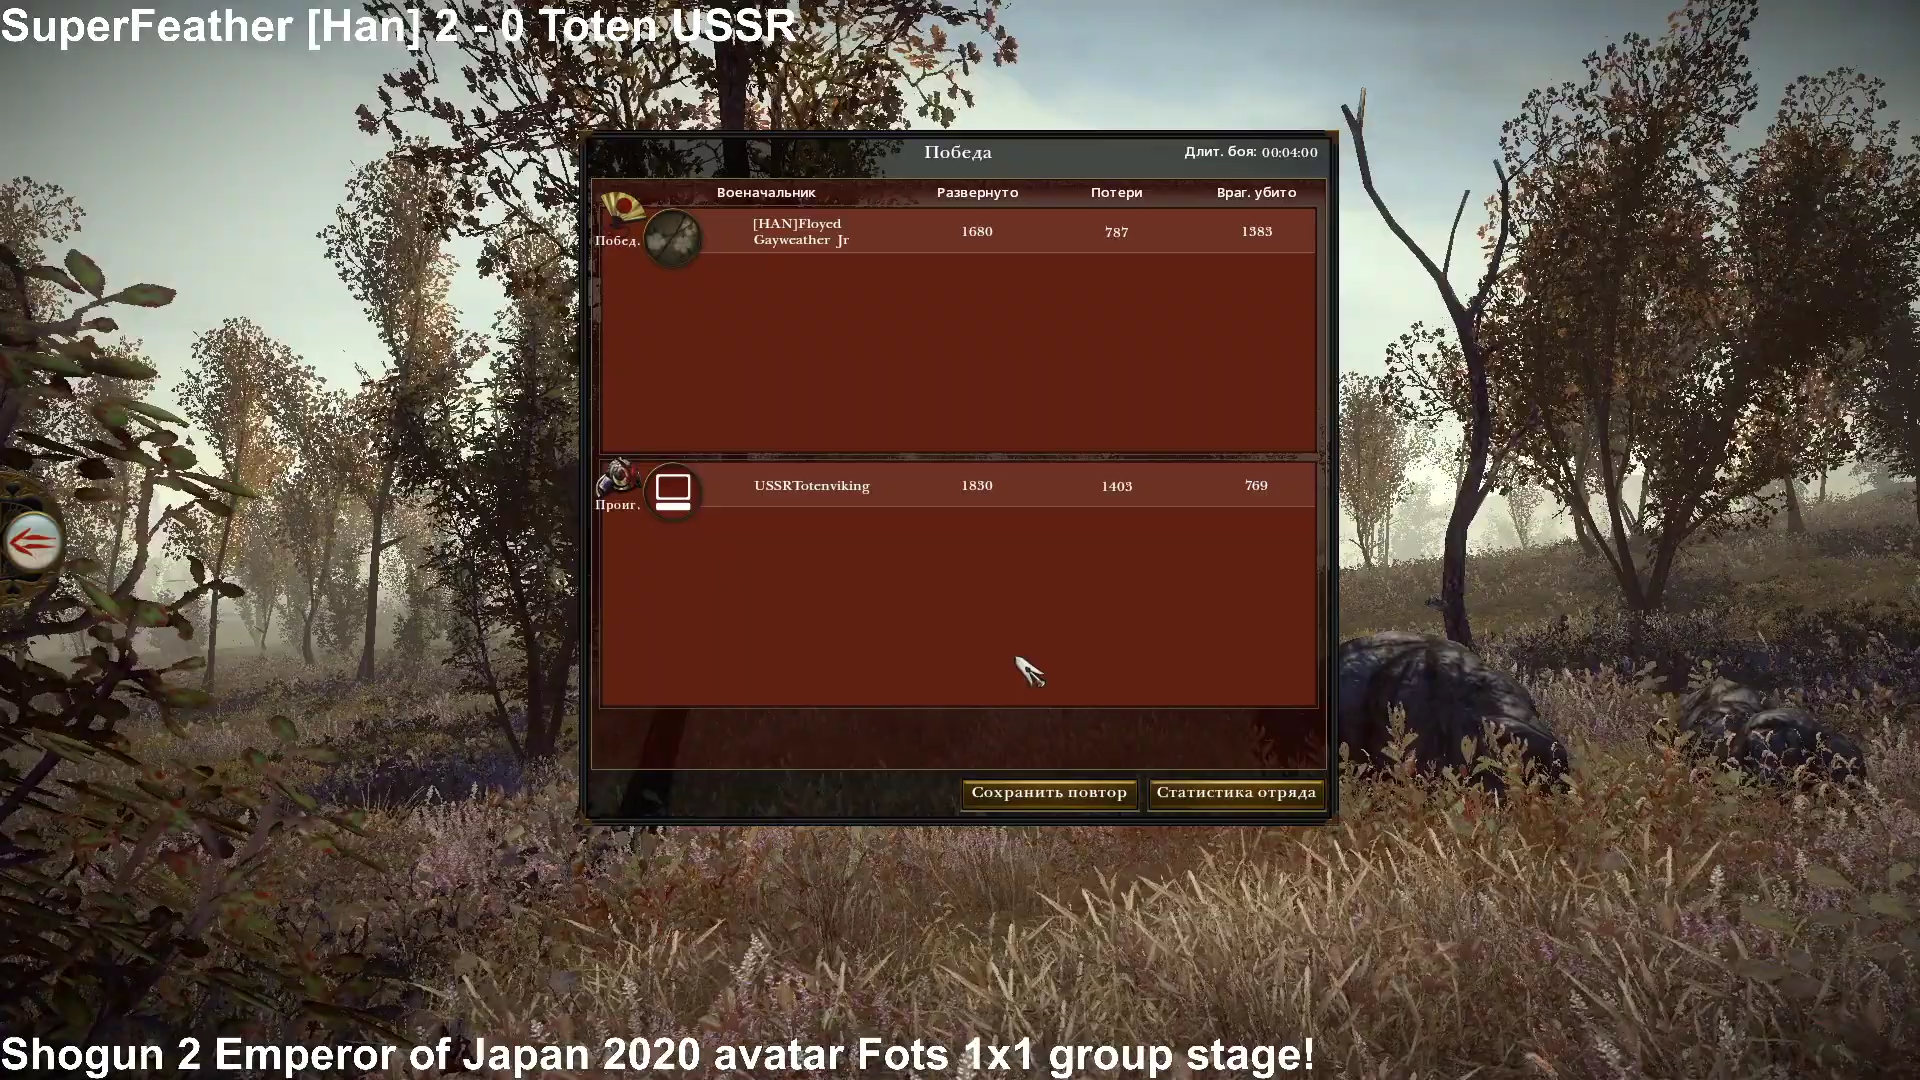 SuperFeather [Han] 2 - 0 Toten USSR
Победа
Длит. боя: 00:04:00
Военачальник Развернуто Потери Враг. убито
Побед.
[HAN]Floyed
Gayweather Jr
1680 787 1383
Проиг.
USSRTotenviking 1830 1403 769
Сохранить повтор
Статистика отряда
Shogun 2 Emperor of Japan 2020 avatar Fots 1x1 group stage!